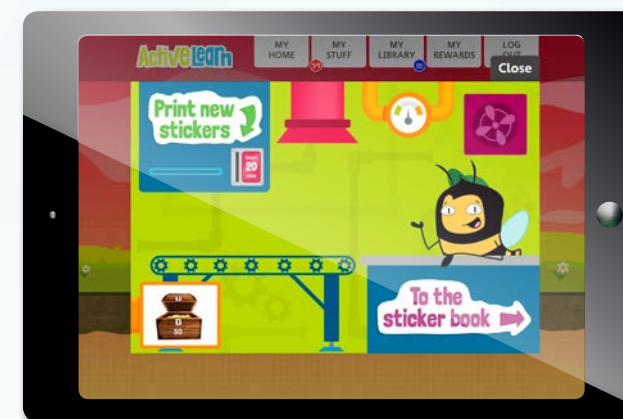 ActiveLearn
MY HOME
MY STUFF
MY LIBRARY
MY REWARDS
LOG OUT
Close
Print new
stickers
20
To the
sticker book
50